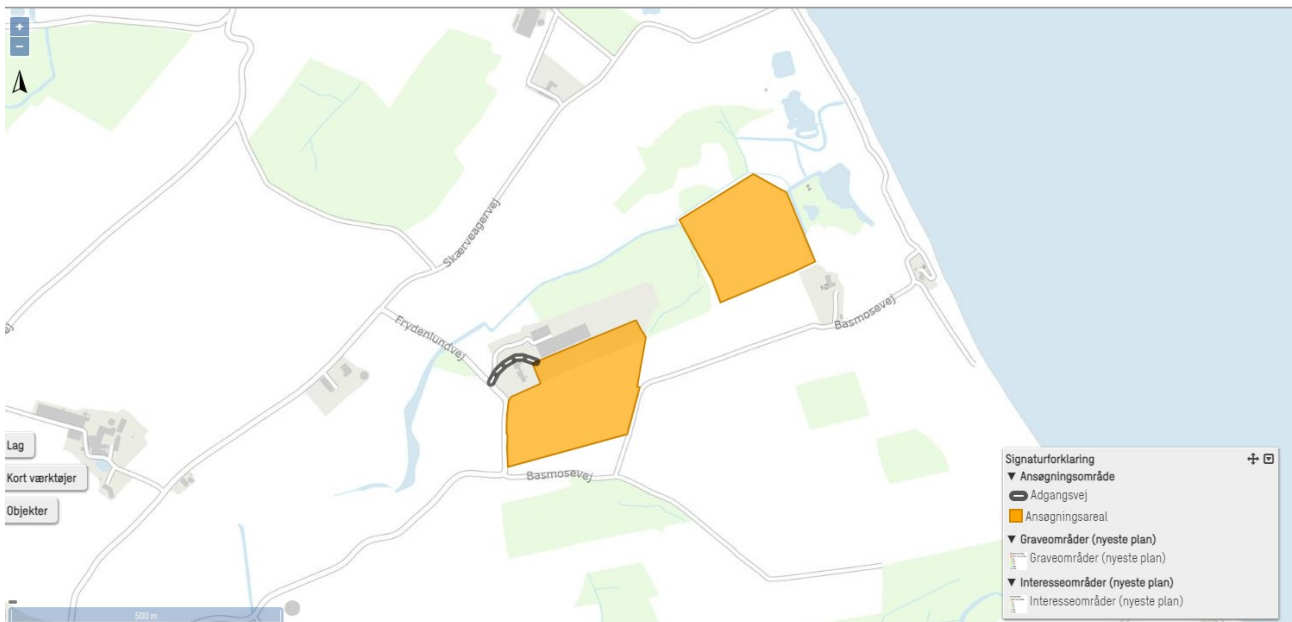 +
−
Skærveagervej
Frydenlundvej
Basmosevej
Basmosevej
Lag
Kort værktøjer
Objekter
500 m
Signaturforklaring
▼ Ansøgningsområde
Adgangsvej
Ansøgningsareal
▼ Graveområder (nyeste plan)
Graveområder (nyeste plan)
▼ Interesseområder (nyeste plan)
Interesseområder (nyeste plan)